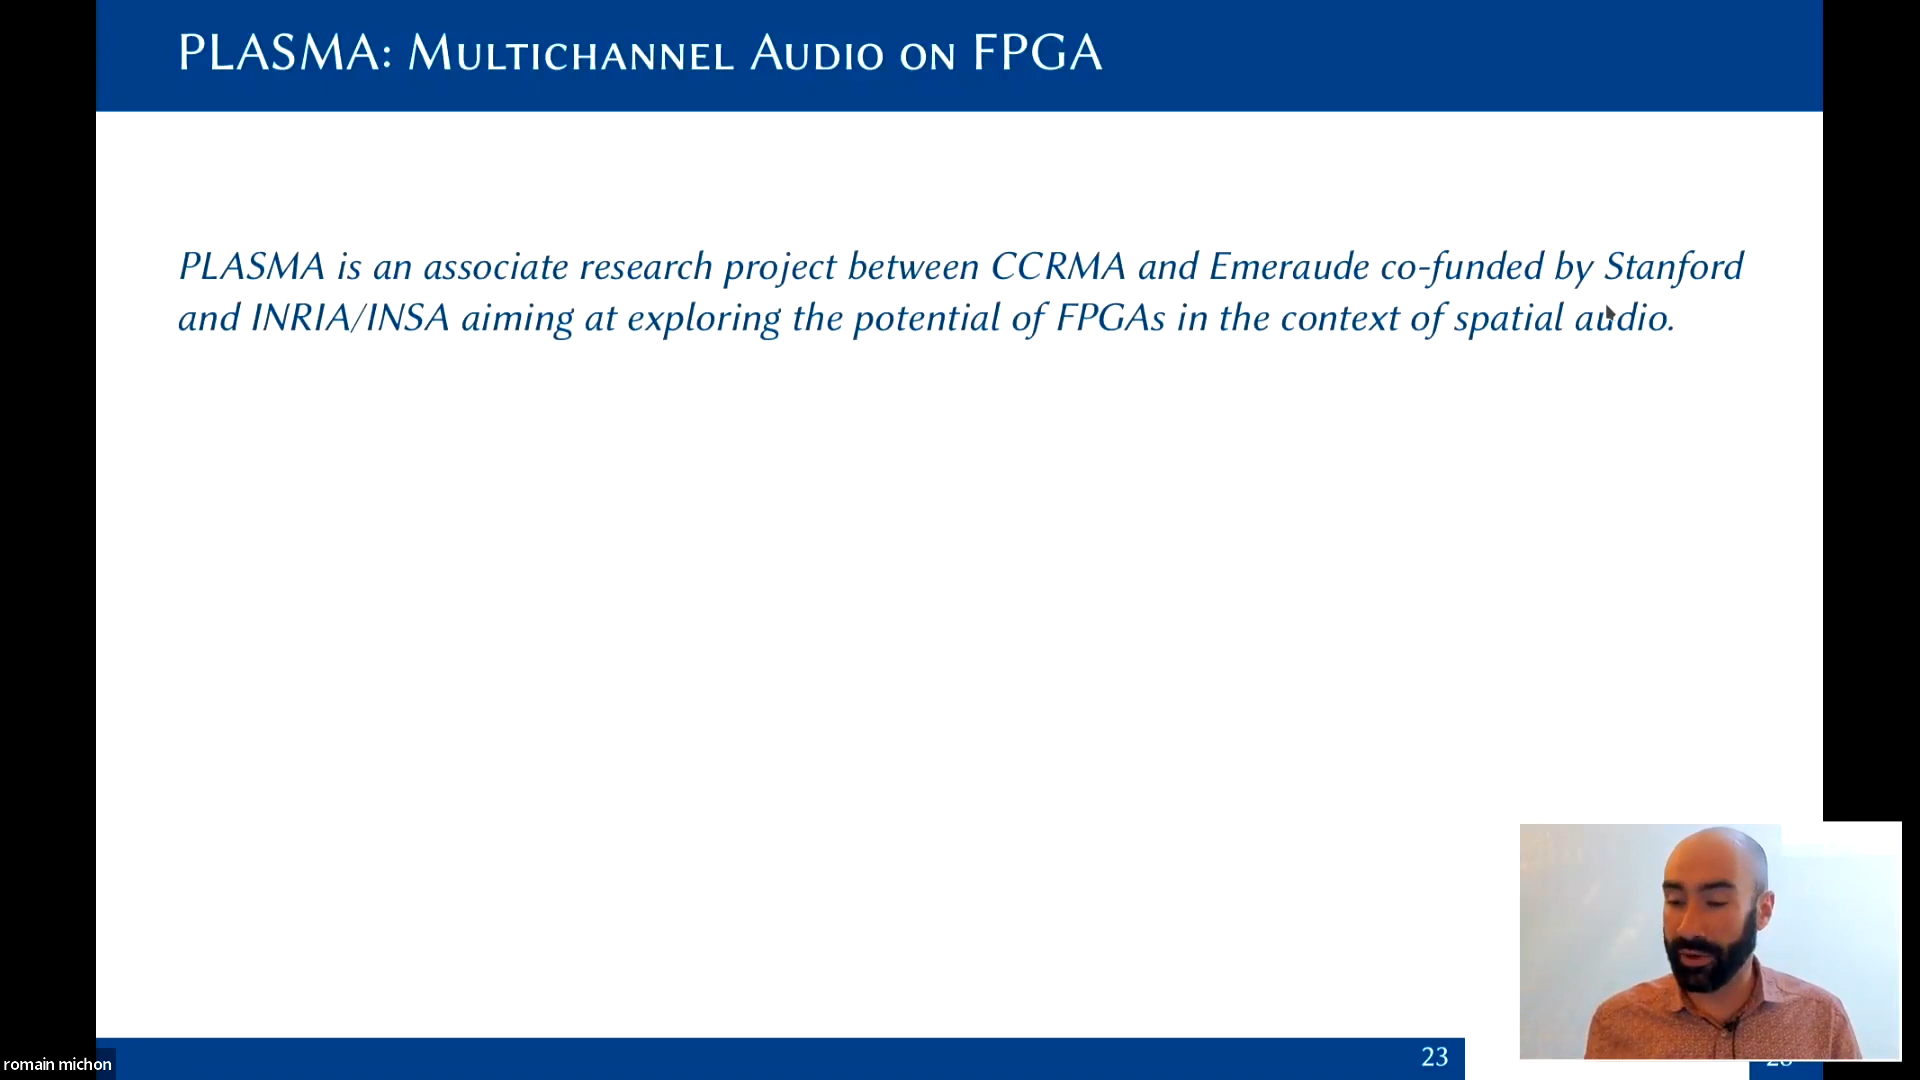 PLASMA: Multichannel Audio on FPGA
PLASMA is an associate research project between CCRMA and Emeraude co-funded by Stanford
and INRIA/INSA aiming at exploring the potential of FPGAs in the context of spatial audio.
23
romain michon